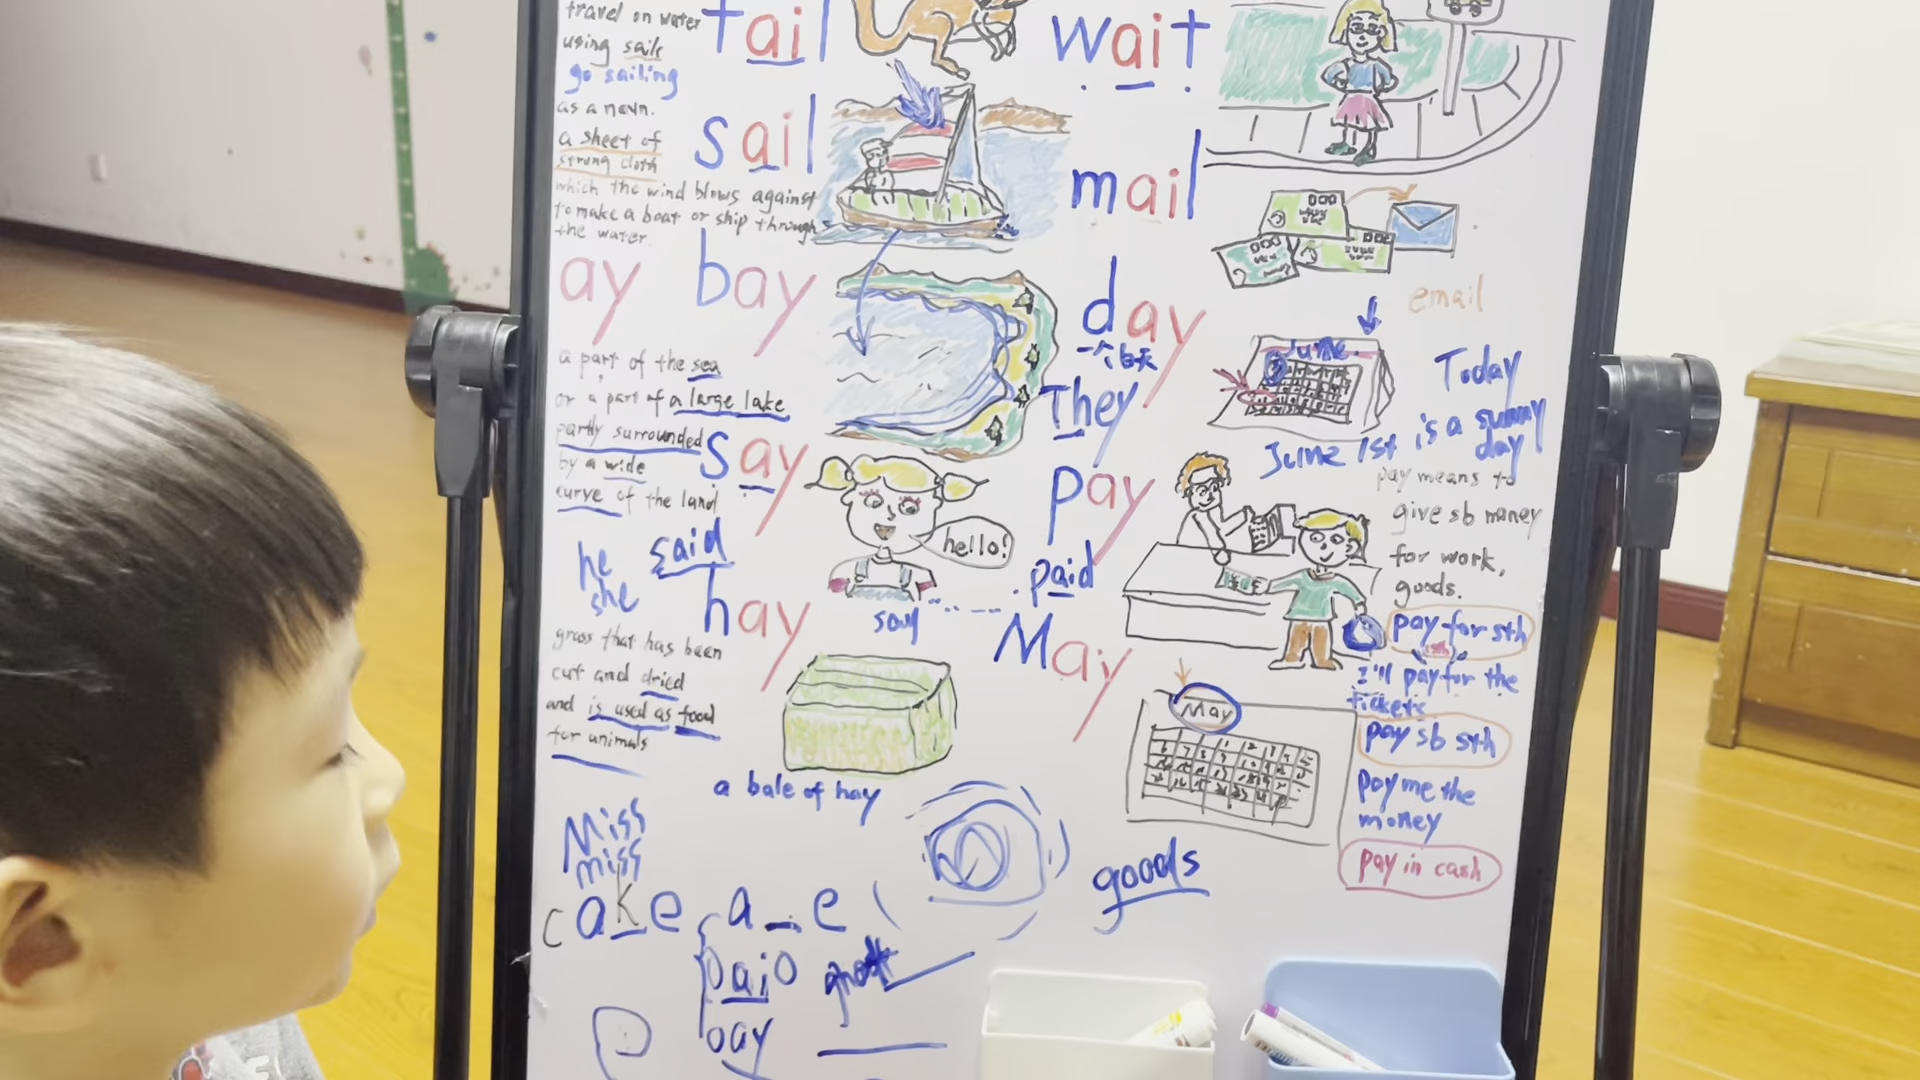 travel on water
using sails
go sailing
as a noun.
a sheet of
strong cloth
which the wind blows against
to make a boat or ship through
the water.
tail
wait
sail
mail
email
ay
bay
day
一个白天
They
June
Today
is a sunny
day
June 1st
a part of the sea
or a part of a large lake
partly surrounded
by a wide
curve of the land
say
hello!
he
she
said
say
pay
paid
pay means to
give sb money
for work,
goods.
pay for sth
I'll pay for the
tickets
pay sb sth
pay me the
money
pay in cash
hay
grass that has been
cut and dried
and is used as food
for animals
a bale of hay
May
May
Miss
miss
cake
a_e
goods
ai
ay